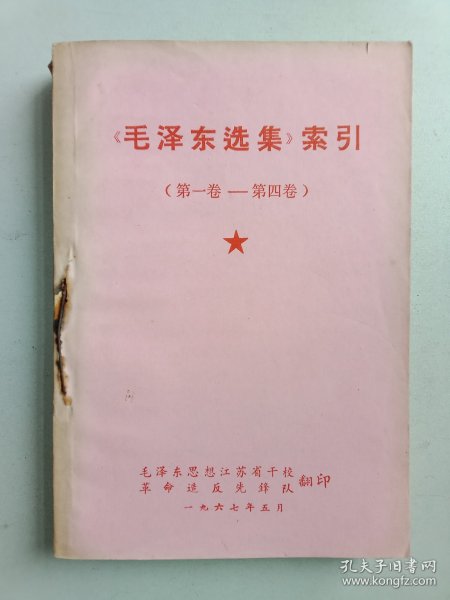 《毛泽东选集》索引
（第一卷—第四卷）
毛泽东思想江苏省干校
革命造反先锋队翻印
一九六七年五月
孔夫子旧书网
www.kongfz.com